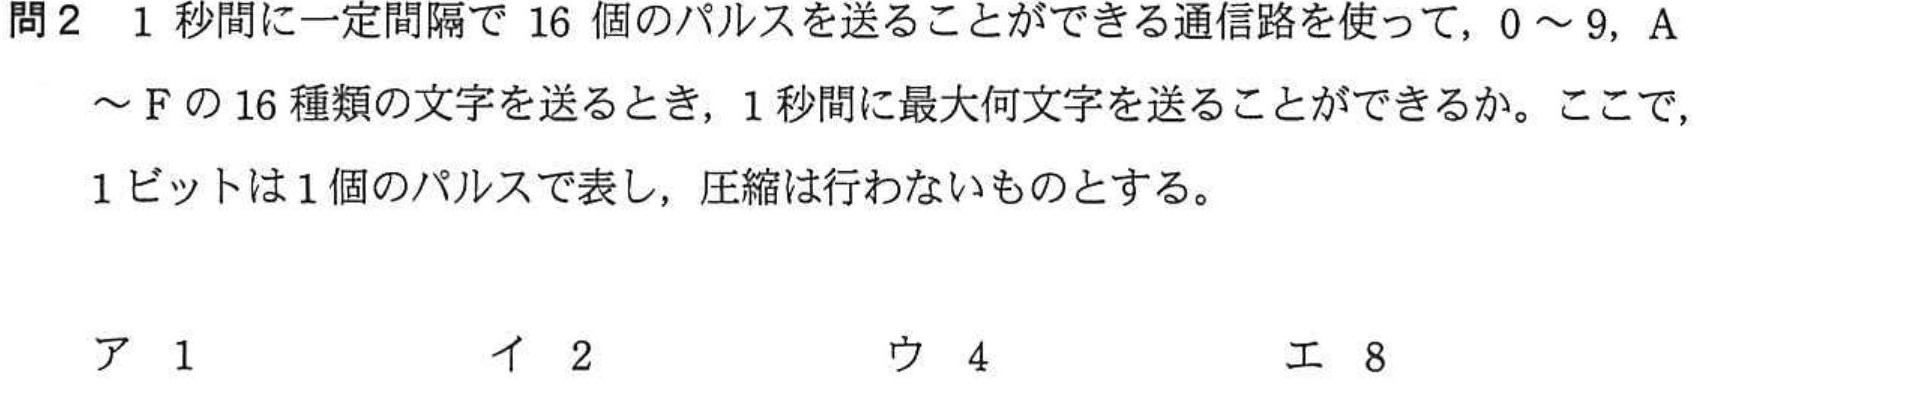 問2 1 秒間に一定間隔で 16 個のパルスを送ることができる通信路を使って，0 ～ 9，A
～ F の 16 種類の文字を送るとき，1 秒間に最大何文字を送ることができるか。ここで，
1 ビットは 1 個のパルスで表し，圧縮は行わないものとする。
ア 1 イ 2 ウ 4 エ 8